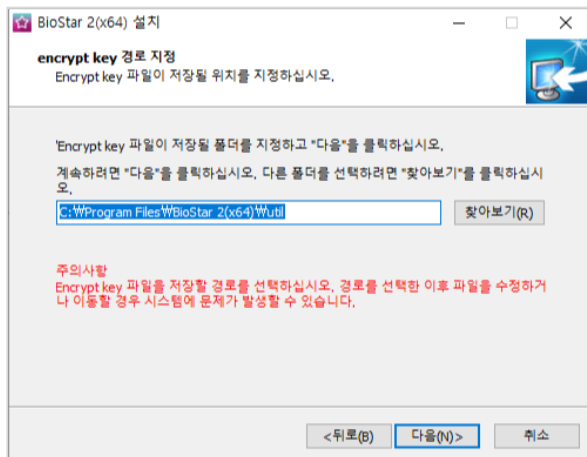 BioStar 2(x64) 설치
encrypt key 경로 지정
Encrypt key 파일이 저장될 위치를 지정하십시오.
'Encrypt key 파일이 저장될 폴더를 지정하고 "다음"을 클릭하십시오.
계속하려면 "다음"을 클릭하십시오. 다른 폴더를 선택하려면 "찾아보기"를 클릭하십시
오.
C:₩Program Files₩BioStar 2(x64)₩util
찾아보기(R)
주의사항
Encrypt key 파일을 저장할 경로를 선택하십시오. 경로를 선택한 이후 파일을 수정하거
나 이동할 경우 시스템에 문제가 발생할 수 있습니다.
<뒤로(B)
다음(N)>
취소